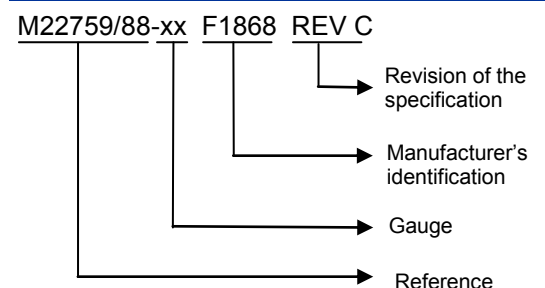 M22759/88-xx F1868 REV C
Revision of the
specification
Manufacturer's
identification
Gauge
Reference